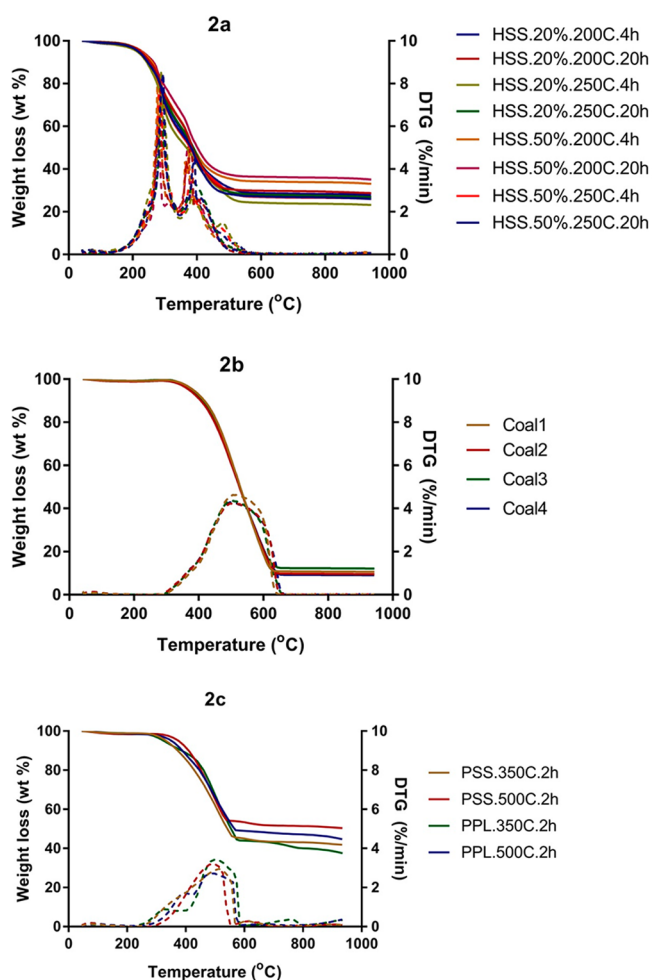 2a
100
80
60
40
20
0
Weight loss (wt %)
10
8
6
4
2
0
DTG (%/min)
0 200 400 600 800 1000
Temperature (°C)
HSS.20%.200C.4h
HSS.20%.200C.20h
HSS.20%.250C.4h
HSS.20%.250C.20h
HSS.50%.200C.4h
HSS.50%.200C.20h
HSS.50%.250C.4h
HSS.50%.250C.20h
2b
100
80
60
40
20
0
Weight loss (wt %)
10
8
6
4
2
0
DTG (%/min)
0 200 400 600 800 1000
Temperature (°C)
Coal1
Coal2
Coal3
Coal4
2c
100
80
60
40
20
0
Weight loss (wt %)
10
8
6
4
2
0
DTG (%/min)
0 200 400 600 800 1000
Temperature (°C)
PSS.350C.2h
PSS.500C.2h
PPL.350C.2h
PPL.500C.2h